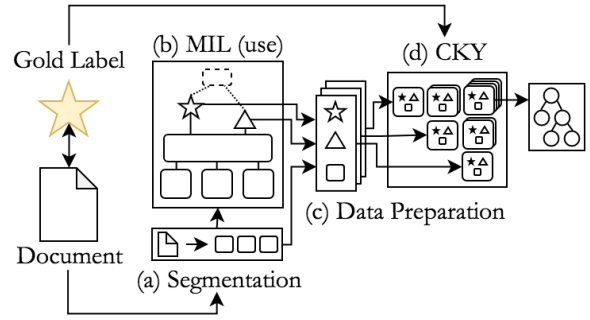 (b) MIL (use)
(d) CKY
Gold Label
(c) Data Preparation
Document
(a) Segmentation